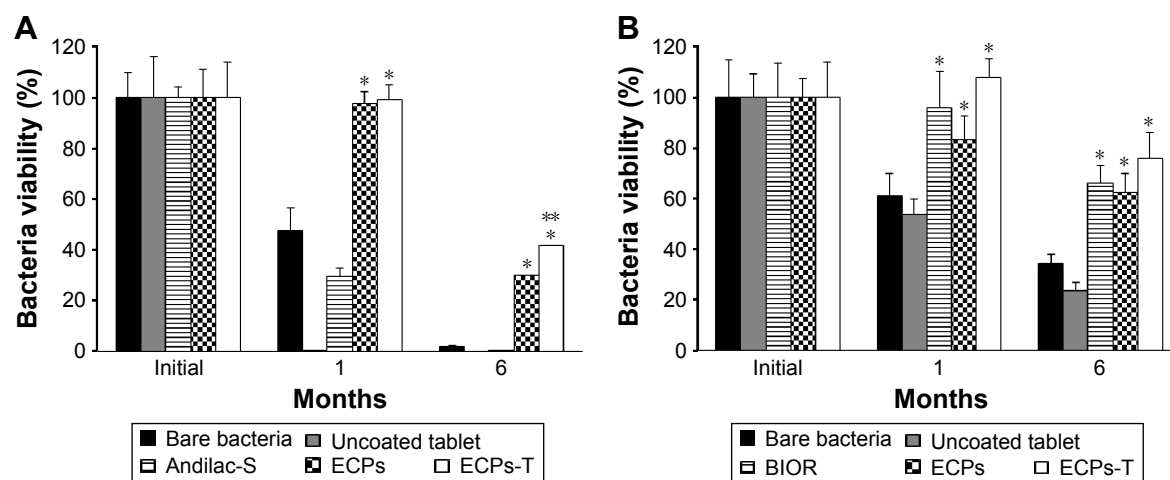 A
Bacteria viability (%)
120
100
80
60
40
20
0
* *
**
* *
Initial 1 6
Months
Bare bacteria Uncoated tablet
Andilac-S ECPs ECPs-T
B
Bacteria viability (%)
120
100
80
60
40
20
0
* * *
* * *
Initial 1 6
Months
Bare bacteria Uncoated tablet
BIOR ECPs ECPs-T